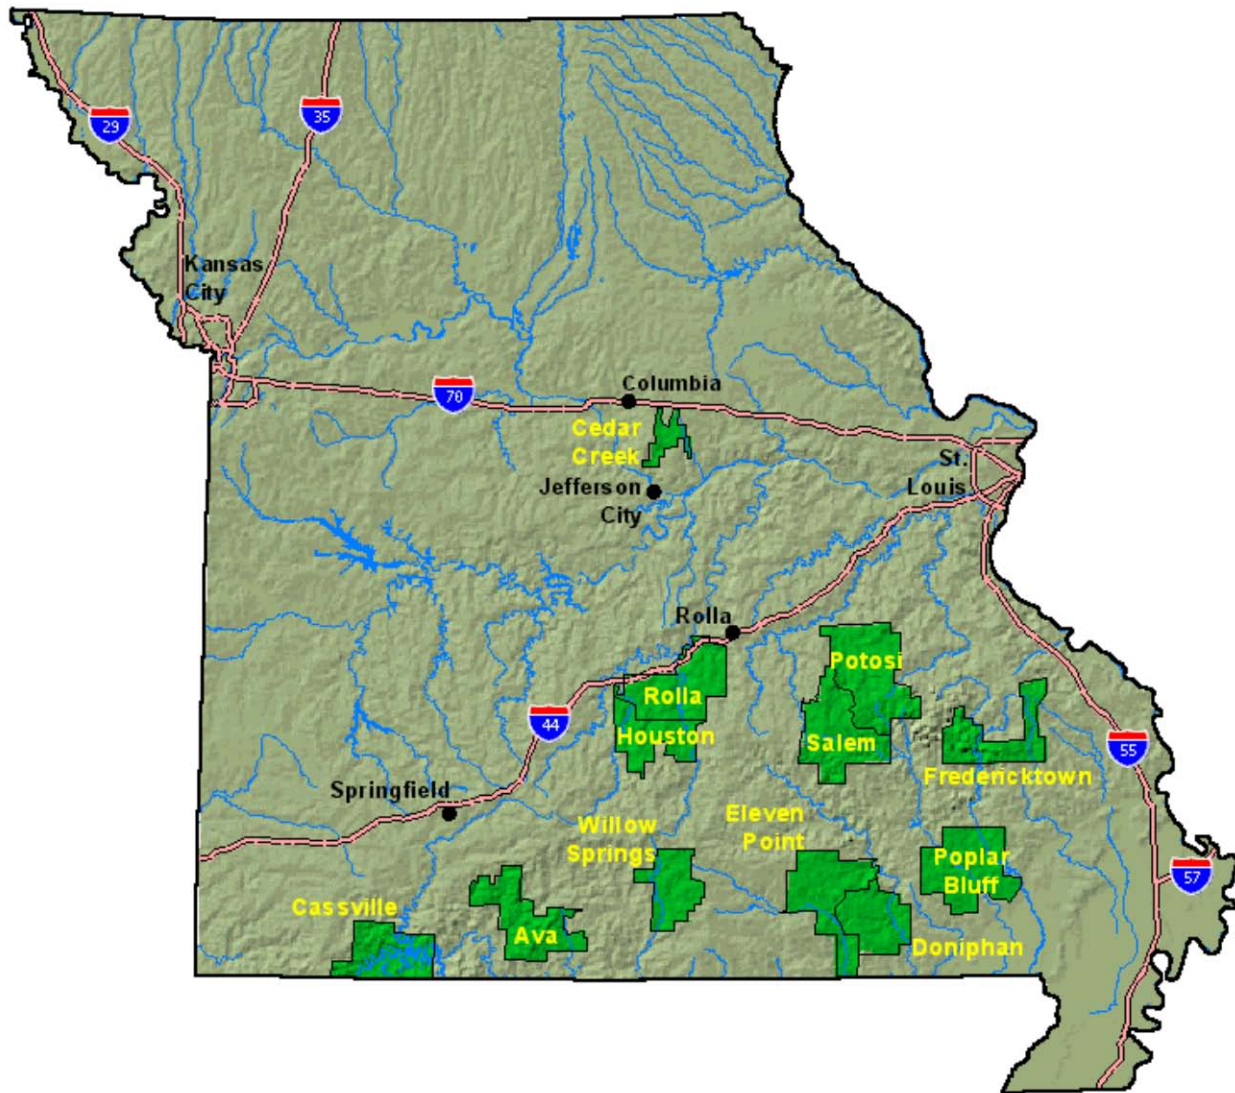 29
35
Kansas
City
70
Columbia
Cedar
Creek
St.
Louis
Jefferson
City
Rolla
Potosi
Rolla
44
Houston
Salem
55
Fredericktown
Springfield
Willow
Springs
Eleven
Point
Poplar
Bluff
57
Cassville
Ava
Doniphan